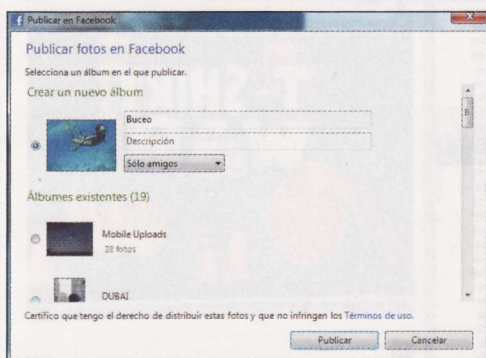 Publicar en Facebook
Publicar fotos en Facebook
Selecciona un álbum en el que publicar.
Crear un nuevo álbum
Buceo
Descripción
Sólo amigos
Álbumes existentes (19)
Mobile Uploads
28 fotos
DUBAI
Certifico que tengo el derecho de distribuir estas fotos y que no infringen los Términos de uso.
Publicar
Cancelar